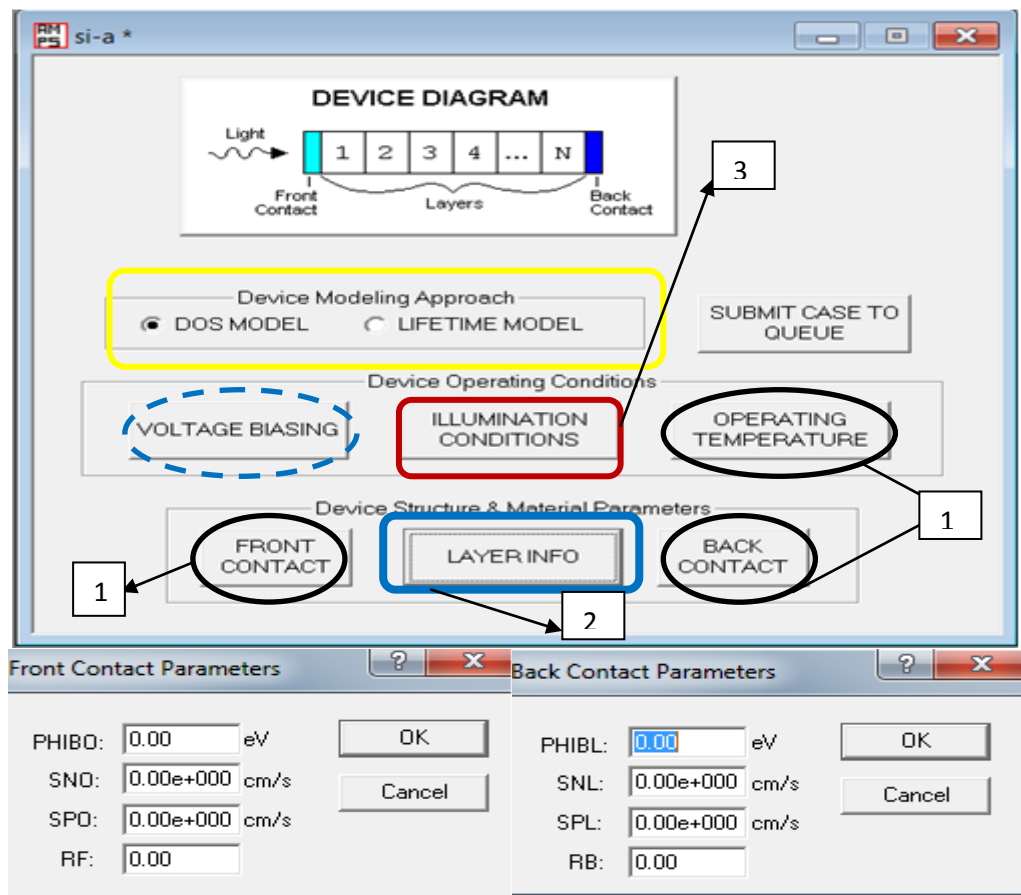 AMPS si-a *
DEVICE DIAGRAM
Light
1 2 3 4 ... N
Front Contact
Layers
Back Contact
3
Device Modeling Approach
DOS MODEL LIFETIME MODEL
SUBMIT CASE TO
QUEUE
Device Operating Conditions
VOLTAGE BIASING
ILLUMINATION
CONDITIONS
OPERATING
TEMPERATURE
Device Structure & Material Parameters
FRONT
CONTACT
LAYER INFO
BACK
CONTACT
1
1
2
Front Contact Parameters
?
PHIBO: 0.00 eV OK
SNO: 0.00e+000 cm/s Cancel
SPO: 0.00e+000 cm/s
RF: 0.00
Back Contact Parameters
?
PHIBL: 0.00 eV OK
SNL: 0.00e+000 cm/s Cancel
SPL: 0.00e+000 cm/s
RB: 0.00